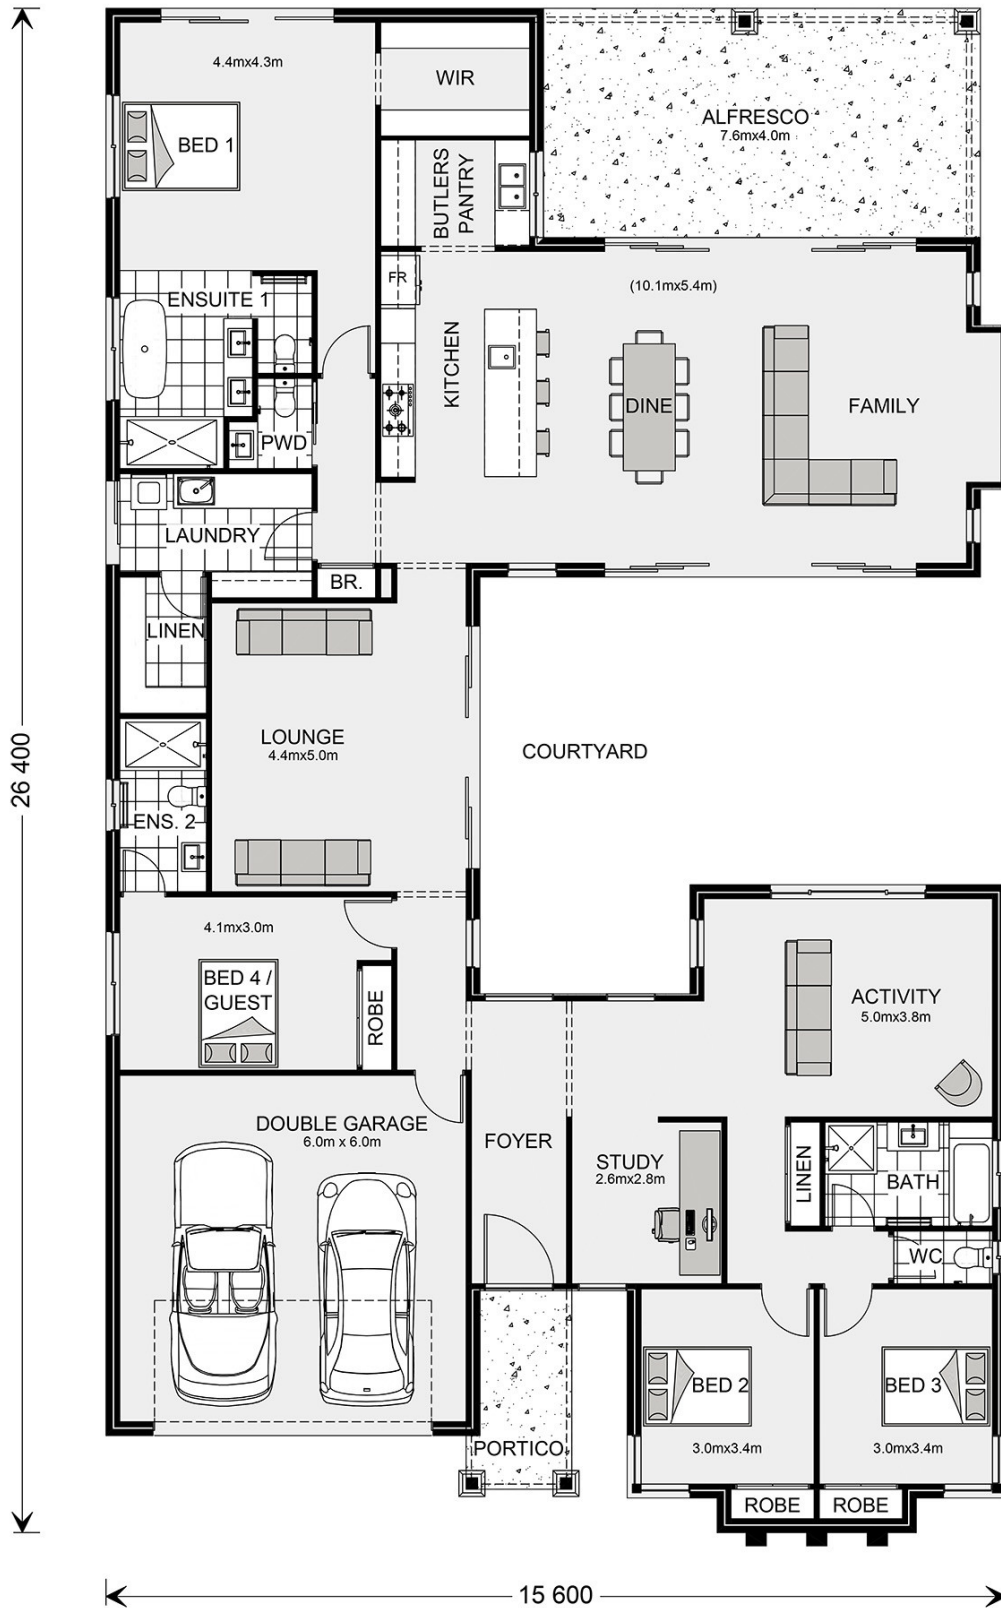 4.4mx4.3m
WIR
BED 1
ALFRESCO
7.6mx4.0m
BUTLERS
PANTRY
FR
(10.1mx5.4m)
ENSUITE 1
KITCHEN
DINE
FAMILY
PWD
LAUNDRY
BR.
LINEN
LOUNGE
4.4mx5.0m
COURTYARD
26 400
ENS. 2
4.1mx3.0m
BED 4 /
GUEST
ROBE
ACTIVITY
5.0mx3.8m
DOUBLE GARAGE
6.0m x 6.0m
FOYER
STUDY
2.6mx2.8m
LINEN
BATH
WC
BED 2
BED 3
3.0mx3.4m
3.0mx3.4m
PORTICO
ROBE
ROBE
15 600